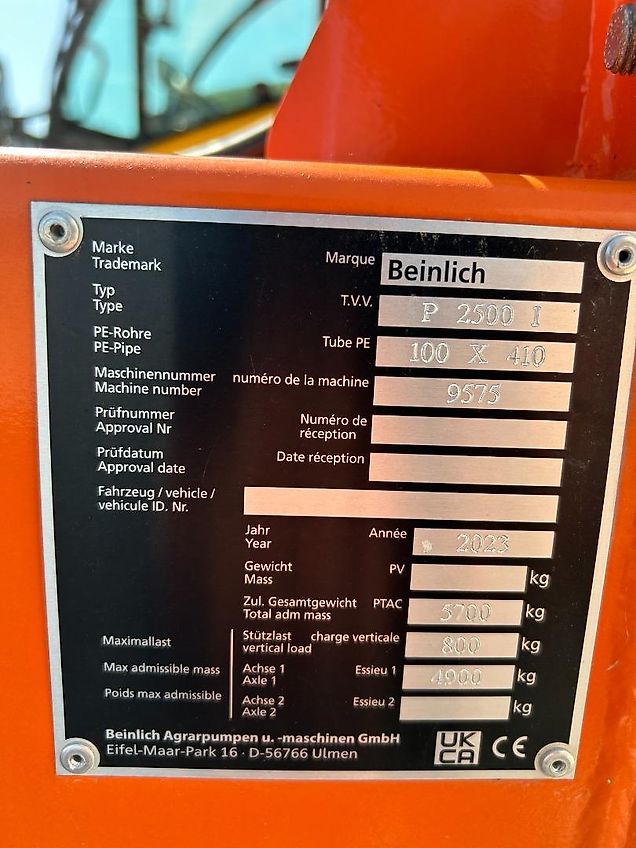 Marke Marque Beinlich
Trademark
Typ T.V.V. P 2500 I
Type
PE-Rohre Tube PE 100 X 410
PE-Pipe
Maschinennummer numéro de la machine 9575
Machine number
Prüfnummer Numéro de
Approval Nr réception
Prüfdatum Date réception
Approval date
Fahrzeug / vehicle /
vehicule ID. Nr.
Jahr Année 2023
Year
Gewicht PV kg
Mass
Zul. Gesamtgewicht PTAC 5700 kg
Total adm mass
Maximallast Stützlast charge verticale 800 kg
vertical load
Max admissible mass Achse 1 Essieu 1 4900 kg
Axle 1
Poids max admissible Achse 2 Essieu 2 kg
Axle 2
Beinlich Agrarpumpen u. -maschinen GmbH
Eifel-Maar-Park 16 · D-56766 Ulmen
UK
CA CE